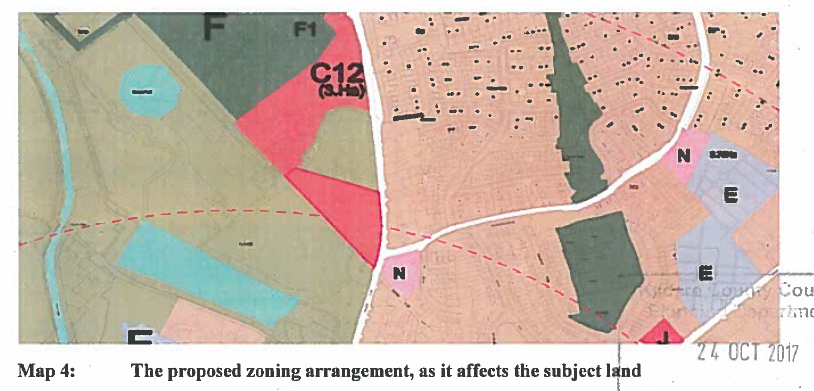 F
F1
C12
(3.Ha)
N
E
N
E
J
24 OCT 2017
Map 4: The proposed zoning arrangement, as it affects the subject land